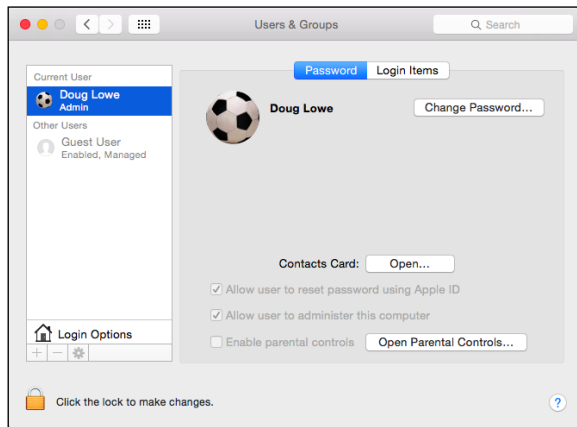 Users & Groups
Search
Password
Login Items
Current User
Doug Lowe
Admin
Other Users
Guest User
Enabled, Managed
Doug Lowe
Change Password...
Contacts Card:
Open...
Allow user to reset password using Apple ID
Allow user to administer this computer
Enable parental controls
Open Parental Controls...
Login Options
+ −
Click the lock to make changes.
?